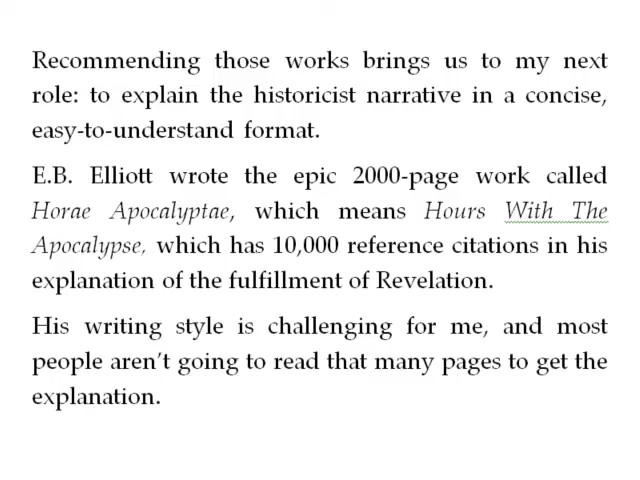 Recommending those works brings us to my next
role: to explain the historicist narrative in a concise,
easy-to-understand format.
E.B. Elliott wrote the epic 2000-page work called
Horae Apocalyptae, which means Hours With The
Apocalypse, which has 10,000 reference citations in his
explanation of the fulfillment of Revelation.
His writing style is challenging for me, and most
people aren't going to read that many pages to get the
explanation.